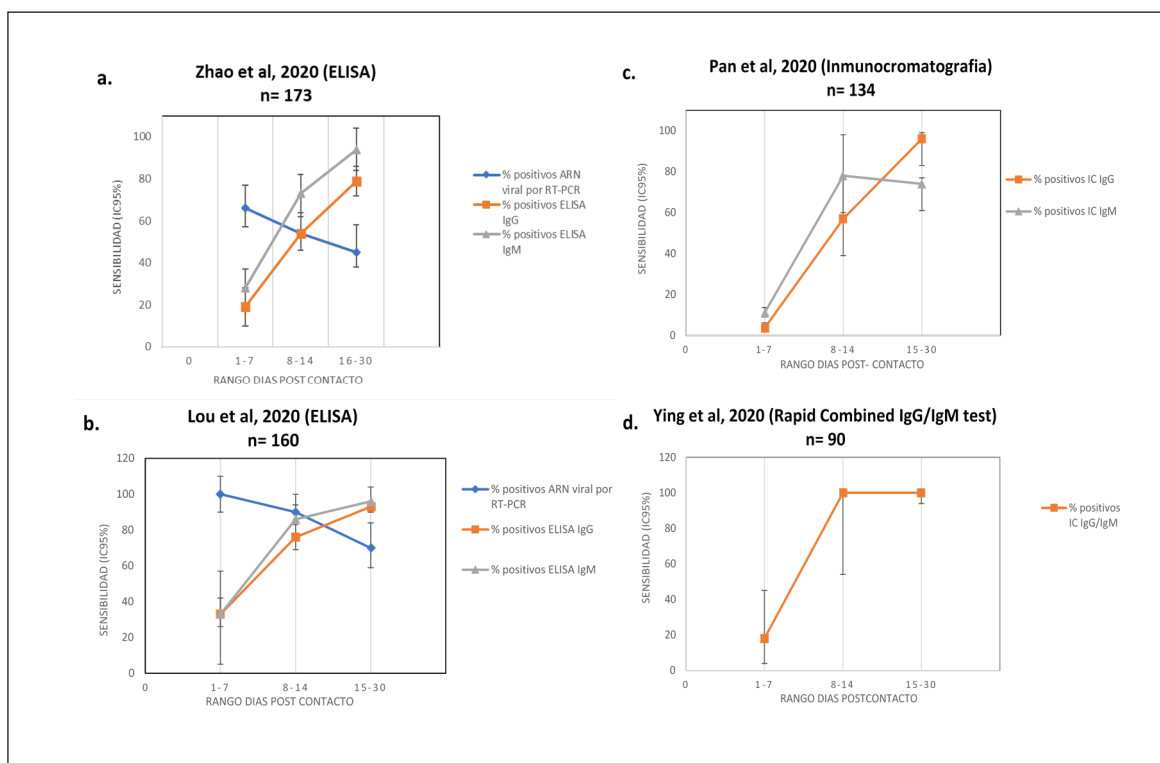 a.
Zhao et al, 2020 (ELISA)
n= 173
SENSIBILIDAD (IC95%)
100
80
60
40
20
0
0 1-7 8-14 16-30
RANGO DIAS POST CONTACTO
% positivos ARN
viral por RT-PCR
% positivos ELISA
IgG
% positivos ELISA
IgM
c.
Pan et al, 2020 (Inmunocromatografia)
n= 134
SENSIBILIDAD (IC95%)
100
80
60
40
20
0
0 1-7 8-14 15-30
RANGO DIAS POST- CONTACTO
% positivos IC IgG
% positivos IC IgM
b.
Lou et al, 2020 (ELISA)
n= 160
SENSIBILIDAD (IC95%)
120
100
80
60
40
20
0
0 1-7 8-14 15-30
RANGO DIAS POST CONTACTO
% positivos ARN viral por
RT-PCR
% positivos ELISA IgG
% positivos ELISA IgM
d.
Ying et al, 2020 (Rapid Combined IgG/IgM test)
n= 90
SENSIBILIDAD (IC95%)
120
100
80
60
40
20
0
0 1-7 8-14 15-30
RANGO DIAS POSTCONTACTO
% positivos
IC IgG/IgM